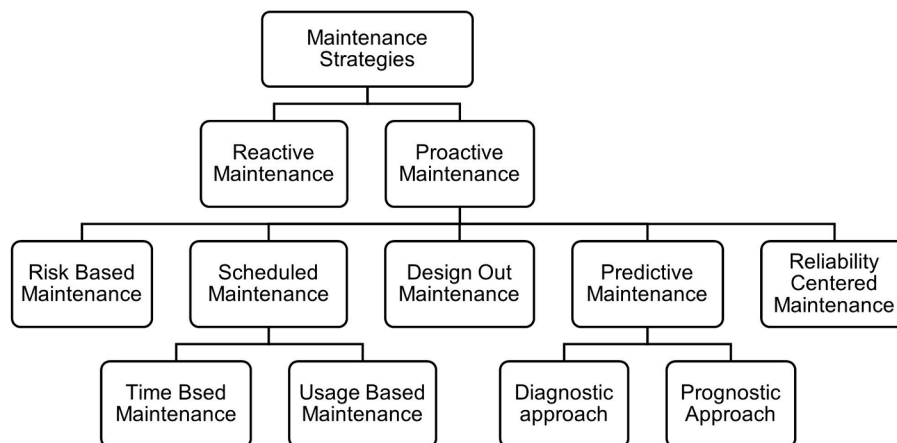 Maintenance
Strategies
Reactive
Maintenance
Proactive
Maintenance
Risk Based
Maintenance
Scheduled
Maintenance
Design Out
Maintenance
Predictive
Maintenance
Reliability
Centered
Maintenance
Time Bsed
Maintenance
Usage Based
Maintenance
Diagnostic
approach
Prognostic
Approach